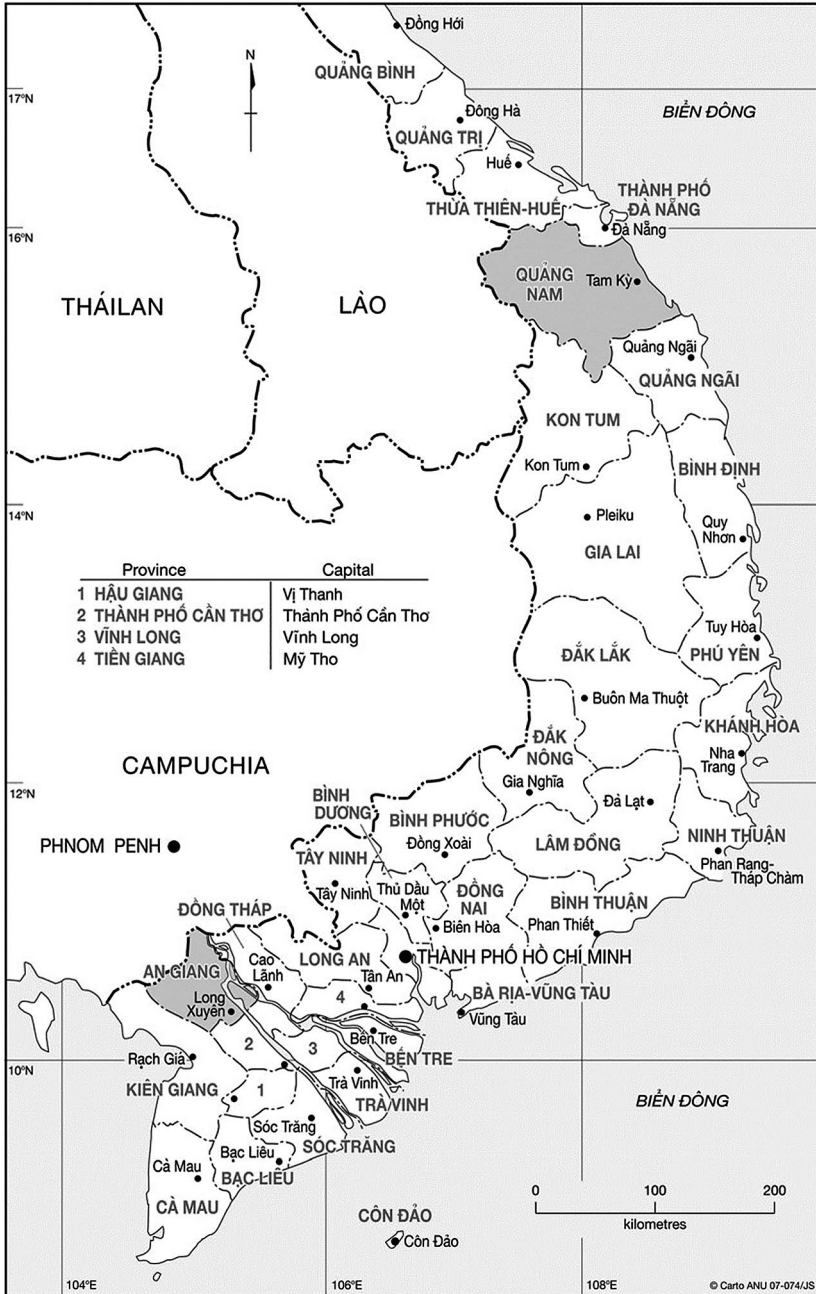 Đồng Hới
QUẢNG BÌNH
N
17°N
BIỂN ĐÔNG
Đông Hà
QUẢNG TRỊ
Huế
THÀNH PHỐ
ĐÀ NẴNG
THỪA THIÊN-HUẾ
16°N
Đà Nẵng
QUẢNG
NAM
Tam Kỳ
THÁILAN
LÀO
Quảng Ngãi
QUẢNG NGÃI
KON TUM
Kon Tum
BÌNH ĐỊNH
14°N
Pleiku
Quy
Nhơn
GIA LAI
Province Capital
1 HẬU GIANG Vị Thanh
2 THÀNH PHỐ CẦN THƠ Thành Phố Cần Thơ
3 VĨNH LONG Vĩnh Long
4 TIỀN GIANG Mỹ Tho
Tuy Hòa
ĐẮK LẮK
PHÚ YÊN
Buôn Ma Thuột
KHÁNH HÒA
ĐẮK
NÔNG
Nha
Trang
CAMPUCHIA
12°N
Gia Nghĩa
Đà Lạt
BÌNH
DƯƠNG
BÌNH PHƯỚC
PHNOM PENH
Đồng Xoài
LÂM ĐỒNG
NINH THUẬN
Phan Rang-
Tháp Chàm
TÂY NINH
Tây Ninh
Thủ Dầu
Một
ĐỒNG
NAI
BÌNH THUẬN
ĐỒNG THÁP
Biên Hòa
Phan Thiết
Cao
Lãnh
LONG AN
THÀNH PHỐ HỒ CHÍ MINH
AN GIANG
Tân An
BÀ RỊA-VŨNG TÀU
Long
Xuyên
4
Vũng Tàu
Bến Tre
2
3
BẾN TRE
10°N
Rạch Giá
Trà Vinh
KIÊN GIANG
1
TRÀ VINH
BIỂN ĐÔNG
Sóc Trăng
SÓC TRĂNG
Bạc Liêu
Cà Mau
BẠC LIÊU
CÀ MAU
0 100 200
kilometres
CÔN ĐẢO
Côn Đảo
104°E
106°E
108°E
© Carto ANU 07-074/JS